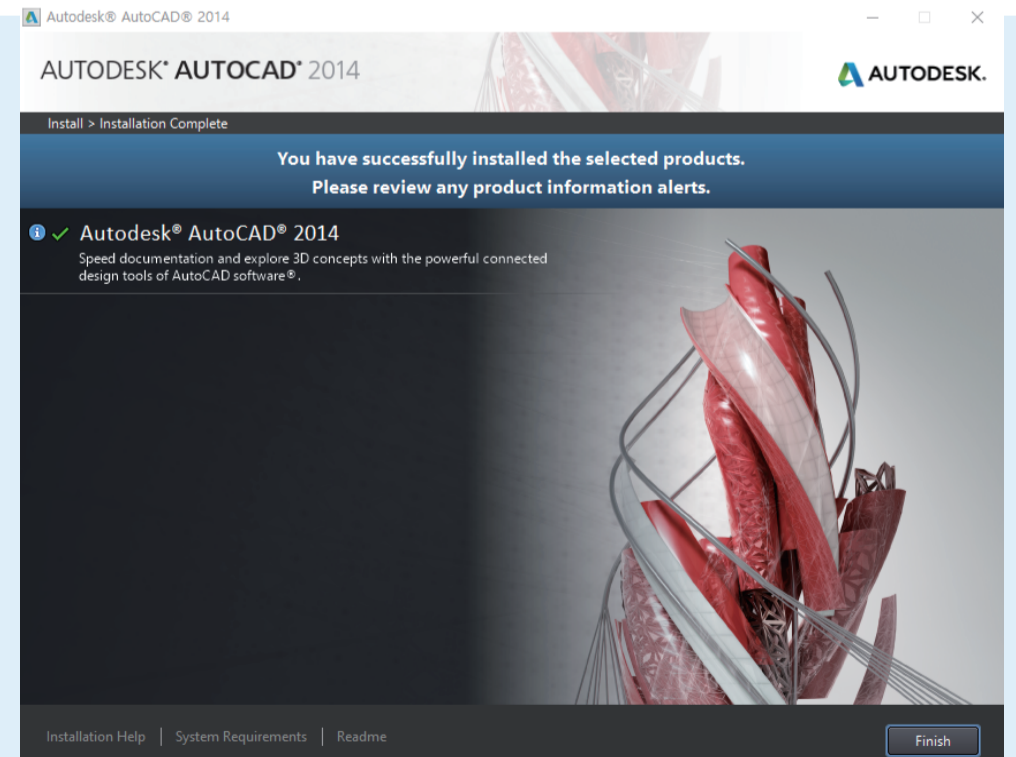 Autodesk® AutoCAD® 2014
AUTODESK® AUTOCAD® 2014
AUTODESK.
Install > Installation Complete
You have successfully installed the selected products.
Please review any product information alerts.
Autodesk® AutoCAD® 2014
Speed documentation and explore 3D concepts with the powerful connected
design tools of AutoCAD software®.
Installation Help | System Requirements | Readme
Finish